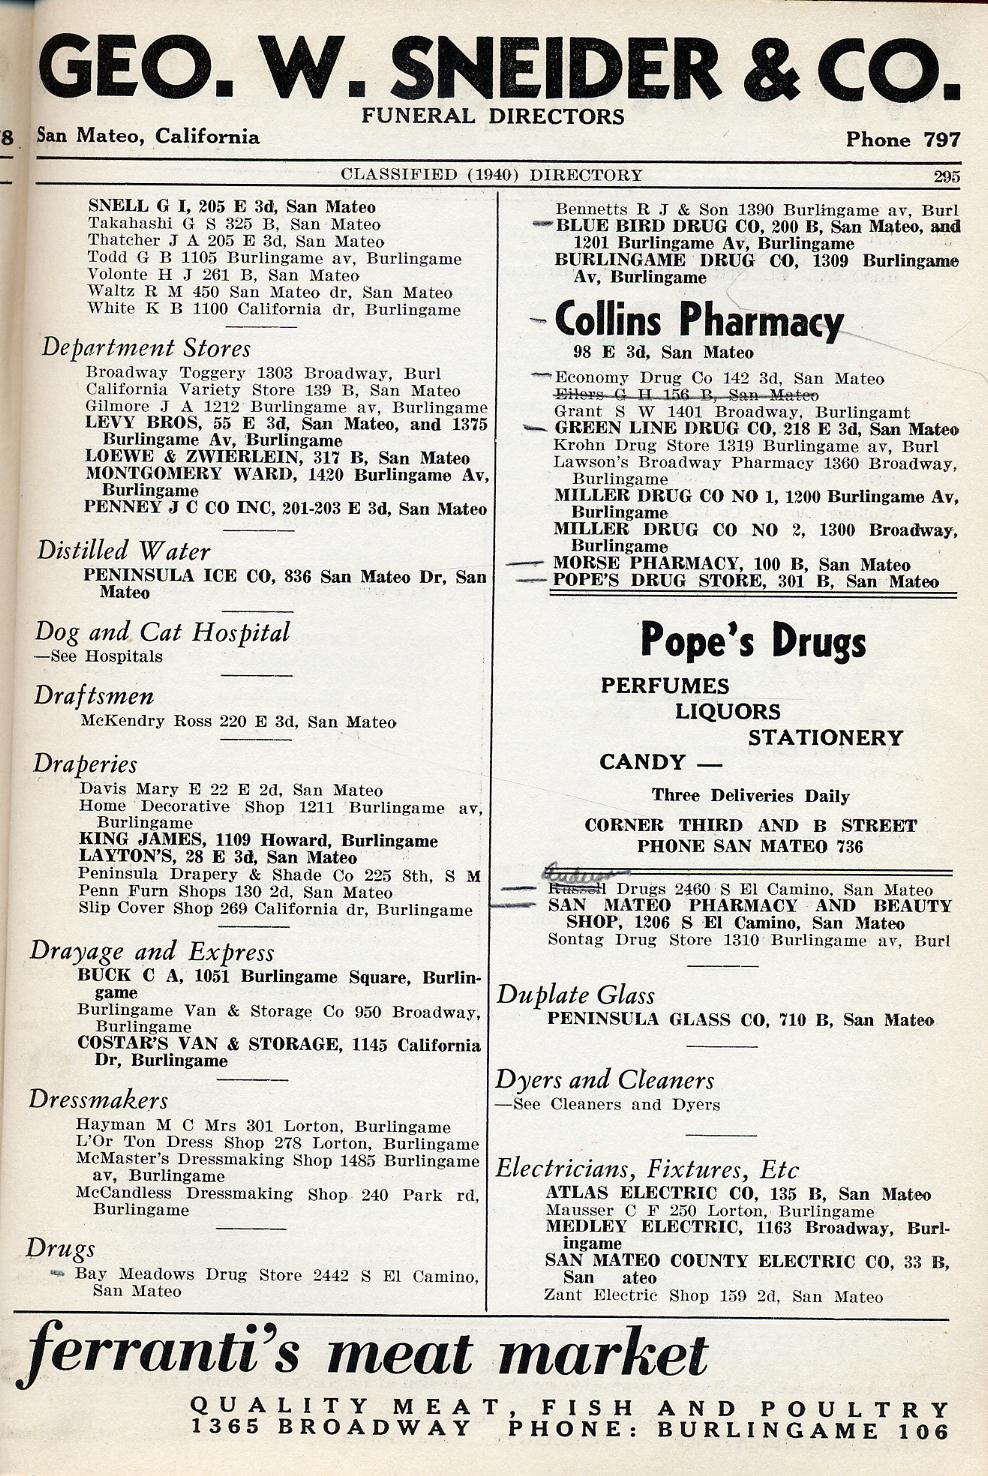 GEO. W. SNEIDER & CO.
FUNERAL DIRECTORS
8
San Mateo, California
Phone 797
CLASSIFIED (1940) DIRECTORY
295
SNELL G I, 205 E 3d, San Mateo
Takahashi G S 325 B, San Mateo
Thatcher J A 205 E 3d, San Mateo
Todd G B 1105 Burlingame av, Burlingame
Volonte H J 261 B, San Mateo
Waltz R M 450 San Mateo dr, San Mateo
White K B 1100 California dr, Burlingame
Department Stores
Broadway Toggery 1303 Broadway, Burl
California Variety Store 139 B, San Mateo
Gilmore J A 1212 Burlingame av, Burlingame
LEVY BROS, 55 E 3d, San Mateo, and 1375
Burlingame Av, Burlingame
LOEWE & ZWIERLEIN, 317 B, San Mateo
MONTGOMERY WARD, 1420 Burlingame Av,
Burlingame
PENNEY J C CO INC, 201-203 E 3d, San Mateo
Distilled Water
PENINSULA ICE CO, 836 San Mateo Dr, San
Mateo
Dog and Cat Hospital
—See Hospitals
Draftsmen
McKendry Ross 220 E 3d, San Mateo
Draperies
Davis Mary E 22 E 2d, San Mateo
Home Decorative Shop 1211 Burlingame av,
Burlingame
KING JAMES, 1109 Howard, Burlingame
LAYTON'S, 28 E 3d, San Mateo
Peninsula Drapery & Shade Co 225 8th, S M
Penn Furn Shops 130 2d, San Mateo
Slip Cover Shop 269 California dr, Burlingame
Drayage and Express
BUCK C A, 1051 Burlingame Square, Burlin-
game
Burlingame Van & Storage Co 950 Broadway,
Burlingame
COSTAR'S VAN & STORAGE, 1145 California
Dr, Burlingame
Dressmakers
Hayman M C Mrs 301 Lorton, Burlingame
L'Or Ton Dress Shop 278 Lorton, Burlingame
McMaster's Dressmaking Shop 1485 Burlingame
av, Burlingame
McCandless Dressmaking Shop 240 Park rd,
Burlingame
Drugs
Bay Meadows Drug Store 2442 S El Camino,
San Mateo
Bennetts R J & Son 1390 Burlingame av, Burl
BLUE BIRD DRUG CO, 200 B, San Mateo, and
1201 Burlingame Av, Burlingame
BURLINGAME DRUG CO, 1309 Burlingame
Av, Burlingame
Collins Pharmacy
98 E 3d, San Mateo
Economy Drug Co 142 3d, San Mateo
Eilers G H 156 B, San Mateo
Grant S W 1401 Broadway, Burlingamt
GREEN LINE DRUG CO, 218 E 3d, San Mateo
Krohn Drug Store 1319 Burlingame av, Burl
Lawson's Broadway Pharmacy 1360 Broadway,
Burlingame
MILLER DRUG CO NO 1, 1200 Burlingame Av,
Burlingame
MILLER DRUG CO NO 2, 1300 Broadway,
Burlingame
MORSE PHARMACY, 100 B, San Mateo
POPE'S DRUG STORE, 301 B, San Mateo
Pope's Drugs
PERFUMES
LIQUORS
STATIONERY
CANDY —
Three Deliveries Daily
CORNER THIRD AND B STREET
PHONE SAN MATEO 736
Russell Drugs 2460 S El Camino, San Mateo
SAN MATEO PHARMACY AND BEAUTY
SHOP, 1206 S El Camino, San Mateo
Sontag Drug Store 1310 Burlingame av, Burl
Duplate Glass
PENINSULA GLASS CO, 710 B, San Mateo
Dyers and Cleaners
—See Cleaners and Dyers
Electricians, Fixtures, Etc
ATLAS ELECTRIC CO, 135 B, San Mateo
Mausser C F 250 Lorton, Burlingame
MEDLEY ELECTRIC, 1163 Broadway, Burl-
ingame
SAN MATEO COUNTY ELECTRIC CO, 33 B,
San ateo
Zant Electric Shop 159 2d, San Mateo
ferranti's meat market
QUALITY MEAT, FISH AND POULTRY
1365 BROADWAY PHONE: BURLINGAME 106